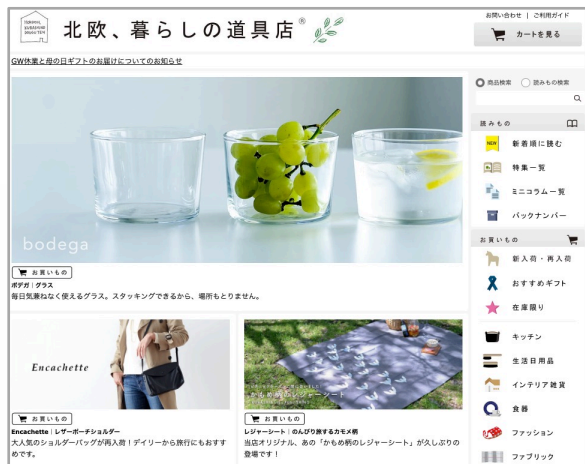 北欧、暮らしの道具店®
お問い合わせ | ご利用ガイド
カートを見る
GW休業と母の日ギフトのお届けについてのお知らせ
bodega
お買いもの
ボデガ | グラス
毎日気兼ねなく使えるグラス。スタッキングできるから、場所もとりません。
Encachette
お買いもの
Encachette | レザーポーチショルダー
大人気のショルダーバッグが再入荷！デイリーから旅行にもおすす
めです。
かもめ柄のレジャーシート
お買いもの
レジャーシート | のんびり旅するカモメ柄
当店オリジナル、あの「かもめ柄のレジャーシート」が久しぶりの
登場です！
商品検索 読みもの検索
読みもの
NEW 新着順に読む
特集一覧
ミニコラム一覧
バックナンバー
お買いもの
新入荷・再入荷
おすすめギフト
在庫限り
キッチン
生活日用品
インテリア雑貨
食器
ファッション
ファブリック